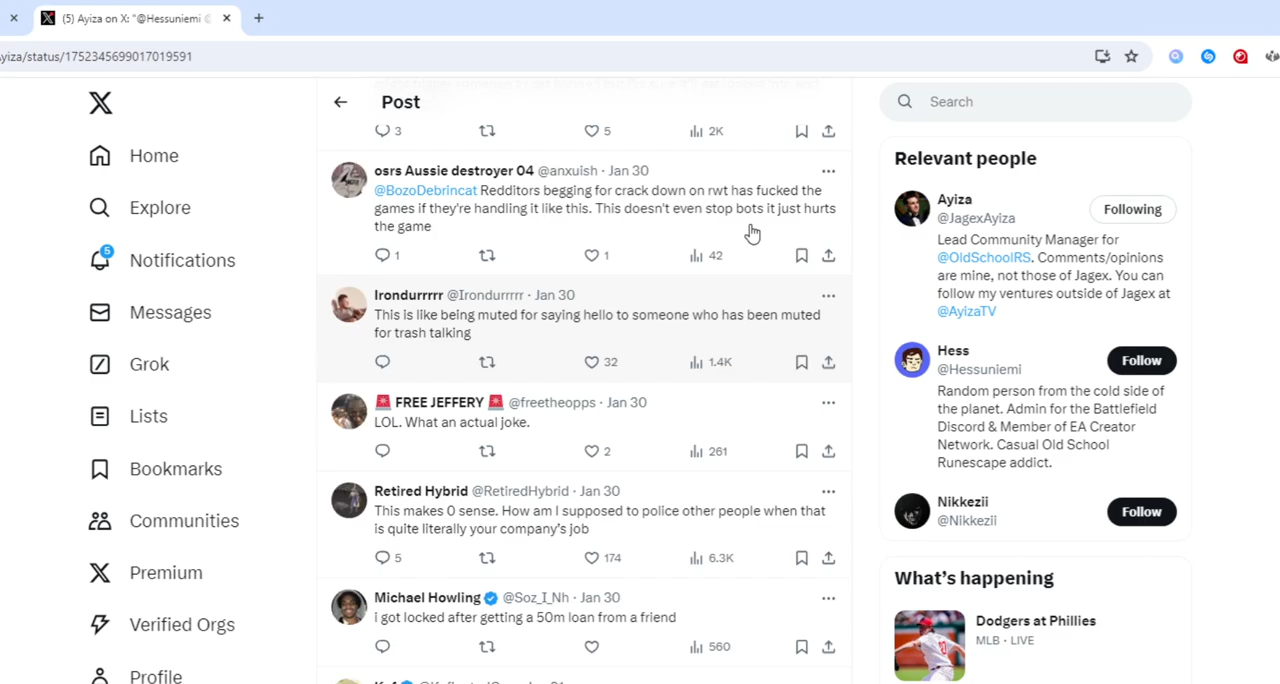 (5) Ayiza on X: "@Hessuniemi
yiza/status/1752345699017019591
Home
Explore
5
Notifications
Messages
Grok
Lists
Bookmarks
Communities
Premium
Verified Orgs
Profile
Post
3 5 2K
osrs Aussie destroyer 04 @anxuish · Jan 30
@BozoDebrincat Redditors begging for crack down on rwt has fucked the
games if they're handling it like this. This doesn't even stop bots it just hurts
the game
1 1 42
Irondurrrrr @Irondurrrrr · Jan 30
This is like being muted for saying hello to someone who has been muted
for trash talking
32 1.4K
🚨 FREE JEFFERY 🚨 @freetheopps · Jan 30
LOL. What an actual joke.
2 261
Retired Hybrid @RetiredHybrid · Jan 30
This makes 0 sense. How am I supposed to police other people when that
is quite literally your company's job
5 174 6.3K
Michael Howling @Soz_I_Nh · Jan 30
i got locked after getting a 50m loan from a friend
560
Search
Relevant people
Ayiza
@JagexAyiza
Following
Lead Community Manager for
@OldSchoolRS. Comments/opinions
are mine, not those of Jagex. You can
follow my ventures outside of Jagex at
@AyizaTV
Hess
@Hessuniemi
Follow
Random person from the cold side of
the planet. Admin for the Battlefield
Discord & Member of EA Creator
Network. Casual Old School
Runescape addict.
Nikkezii
@Nikkezii
Follow
What's happening
Dodgers at Phillies
MLB · LIVE